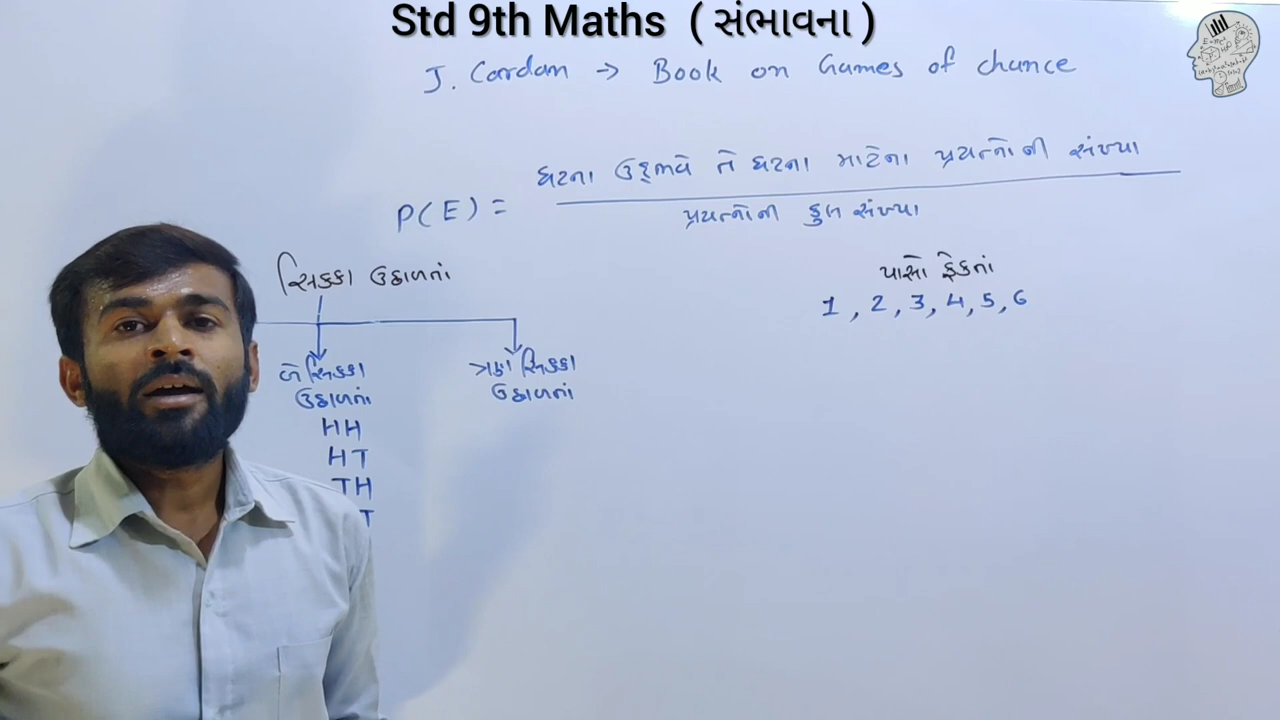 Std 9th Maths ( સંભાવના )
J. Cardan → Book on Games of chance
P(E) = ઘટના ઉદ્ભવે તે ઘટના માટેના પ્રયત્નોની સંખ્યા
પ્રયત્નોની કુલ સંખ્યા
સિક્કા ઉછાળતાં
બે સિક્કા
ઉછાળતાં
HH
HT
TH
T
ત્રણ સિક્કા
ઉછાળતાં
પાસો ફેંકતાં
1 , 2 , 3 , 4 , 5 , 6